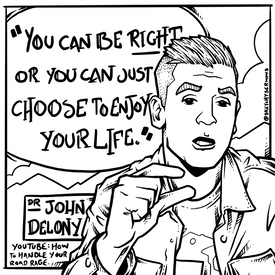 "YOU CAN BE RIGHT
OR YOU CAN JUST
CHOOSE TO ENJOY
YOUR LIFE."
DR JOHN
DELONY
YOUTUBE: HOW
TO HANDLE YOUR
ROAD RAGE...